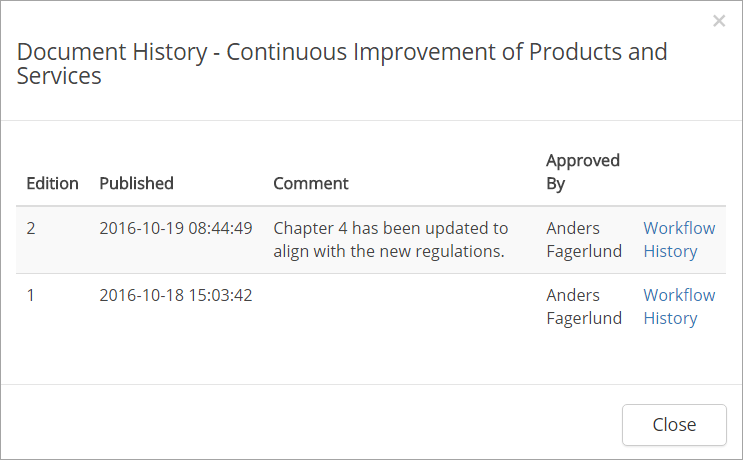 ×
Document History - Continuous Improvement of Products and
Services
Approved
Edition Published Comment By
2 2016-10-19 08:44:49 Chapter 4 has been updated to Anders Workflow
align with the new regulations. Fagerlund History
1 2016-10-18 15:03:42 Anders Workflow
Fagerlund History
Close